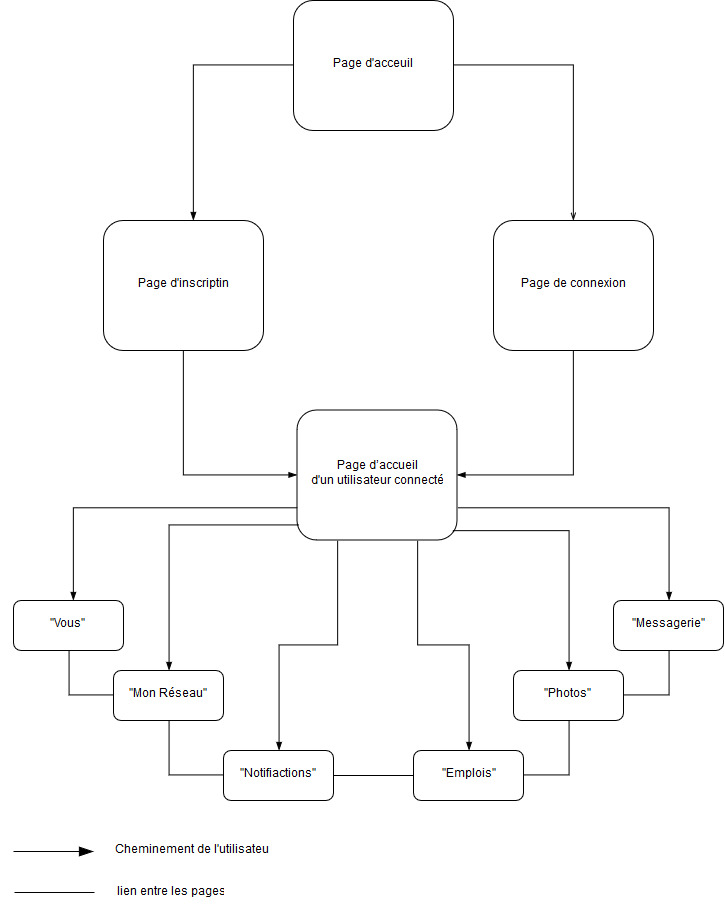 Page d'acceuil
Page d'inscriptin
Page de connexion
Page d'accueil
d'un utilisateur connecté
"Vous"
"Messagerie"
"Mon Réseau"
"Photos"
"Notifiactions"
"Emplois"
Cheminement de l'utilisateu
lien entre les pages